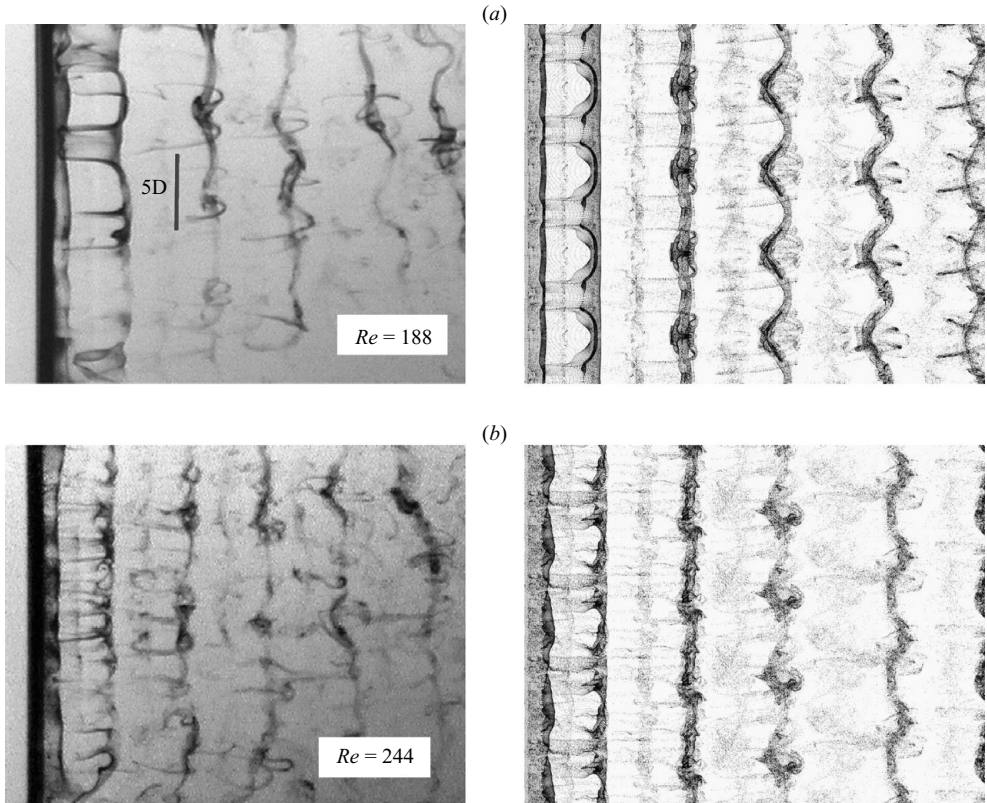 (a)
5D
Re = 188
(b)
Re = 244